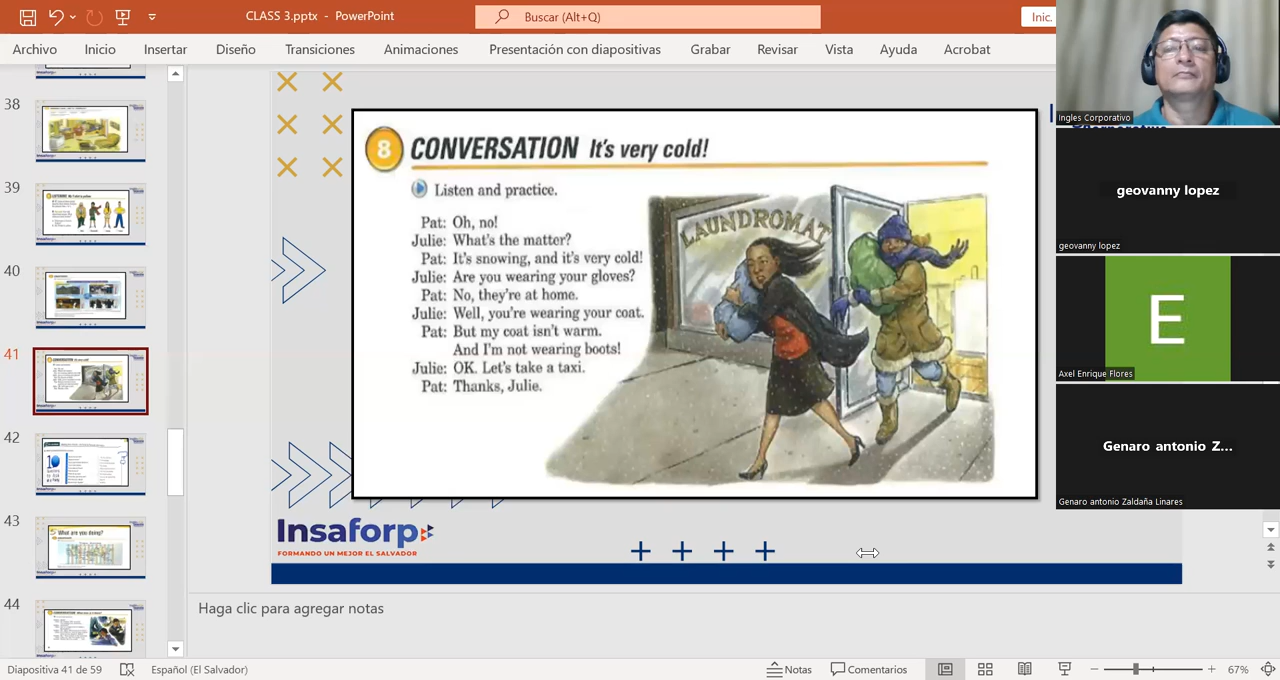 CLASS 3.pptx - PowerPoint
Buscar (Alt+Q)
Inic.
Archivo
Inicio
Insertar
Diseño
Transiciones
Animaciones
Presentación con diapositivas
Grabar
Revisar
Vista
Ayuda
Acrobat
38
39
40
41
42
43
What are you doing?
44
8 CONVERSATION It's very cold!
Listen and practice.
Pat: Oh, no!
Julie: What's the matter?
Pat: It's snowing, and it's very cold!
Julie: Are you wearing your gloves?
Pat: No, they're at home.
Julie: Well, you're wearing your coat.
Pat: But my coat isn't warm.
And I'm not wearing boots!
Julie: OK. Let's take a taxi.
Pat: Thanks, Julie.
LAUNDROMAT
Insaforp
FORMANDO UN MEJOR EL SALVADOR
Haga clic para agregar notas
Ingles Corporativo
geovanny lopez
geovanny lopez
E
Axel Enrique Flores
Genaro antonio Z...
Genaro antonio Zaldaña Linares
Diapositiva 41 de 59
Español (El Salvador)
Notas
Comentarios
67%